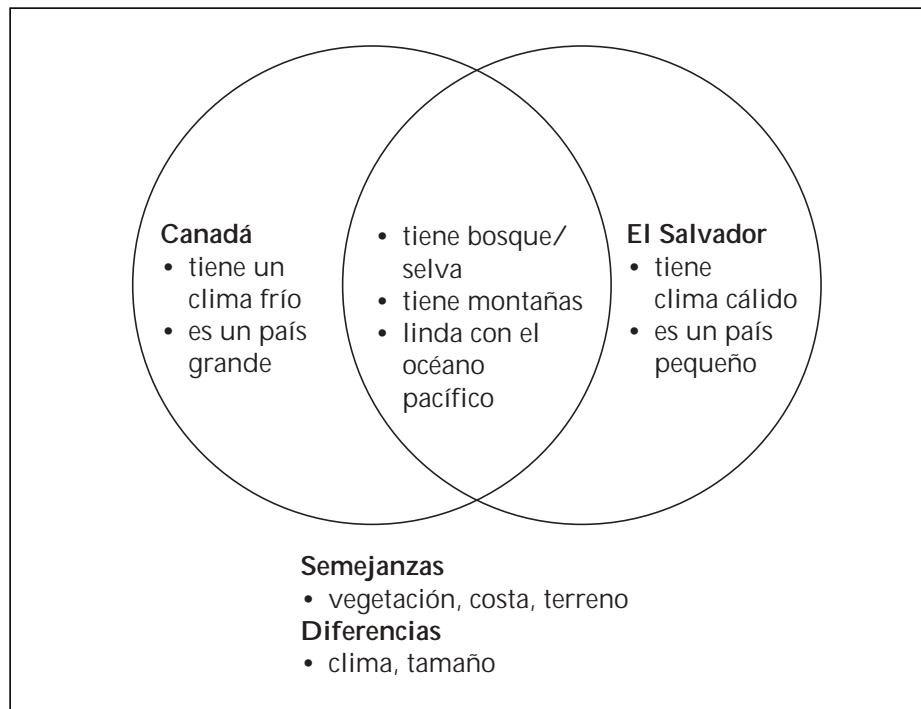 Canadá
• tiene un
clima frío
• es un país
grande
• tiene bosque/
selva
• tiene montañas
• linda con el
océano
pacífico
El Salvador
• tiene
clima cálido
• es un país
pequeño
Semejanzas
• vegetación, costa, terreno
Diferencias
• clima, tamaño